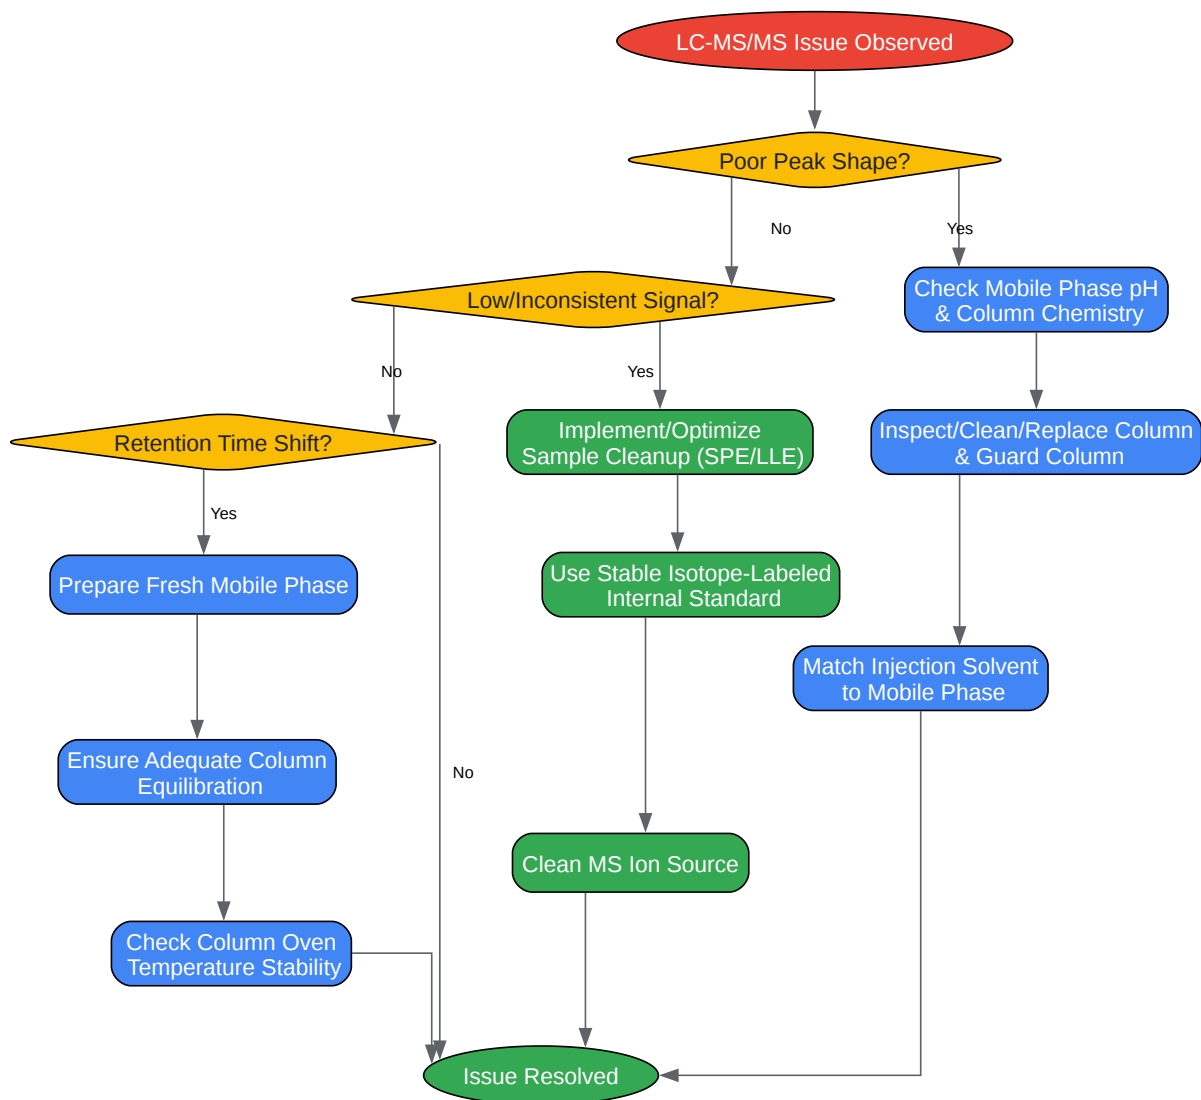 LC-MS/MS Issue Observed
Poor Peak Shape?
No
Yes
Check Mobile Phase pH
& Column Chemistry
Low/Inconsistent Signal?
No
Yes
Retention Time Shift?
Implement/Optimize
Sample Cleanup (SPE/LLE)
Inspect/Clean/Replace Column
& Guard Column
Yes
Prepare Fresh Mobile Phase
Use Stable Isotope-Labeled
Internal Standard
Match Injection Solvent
to Mobile Phase
Ensure Adequate Column
Equilibration
No
Clean MS Ion Source
Check Column Oven
Temperature Stability
Issue Resolved